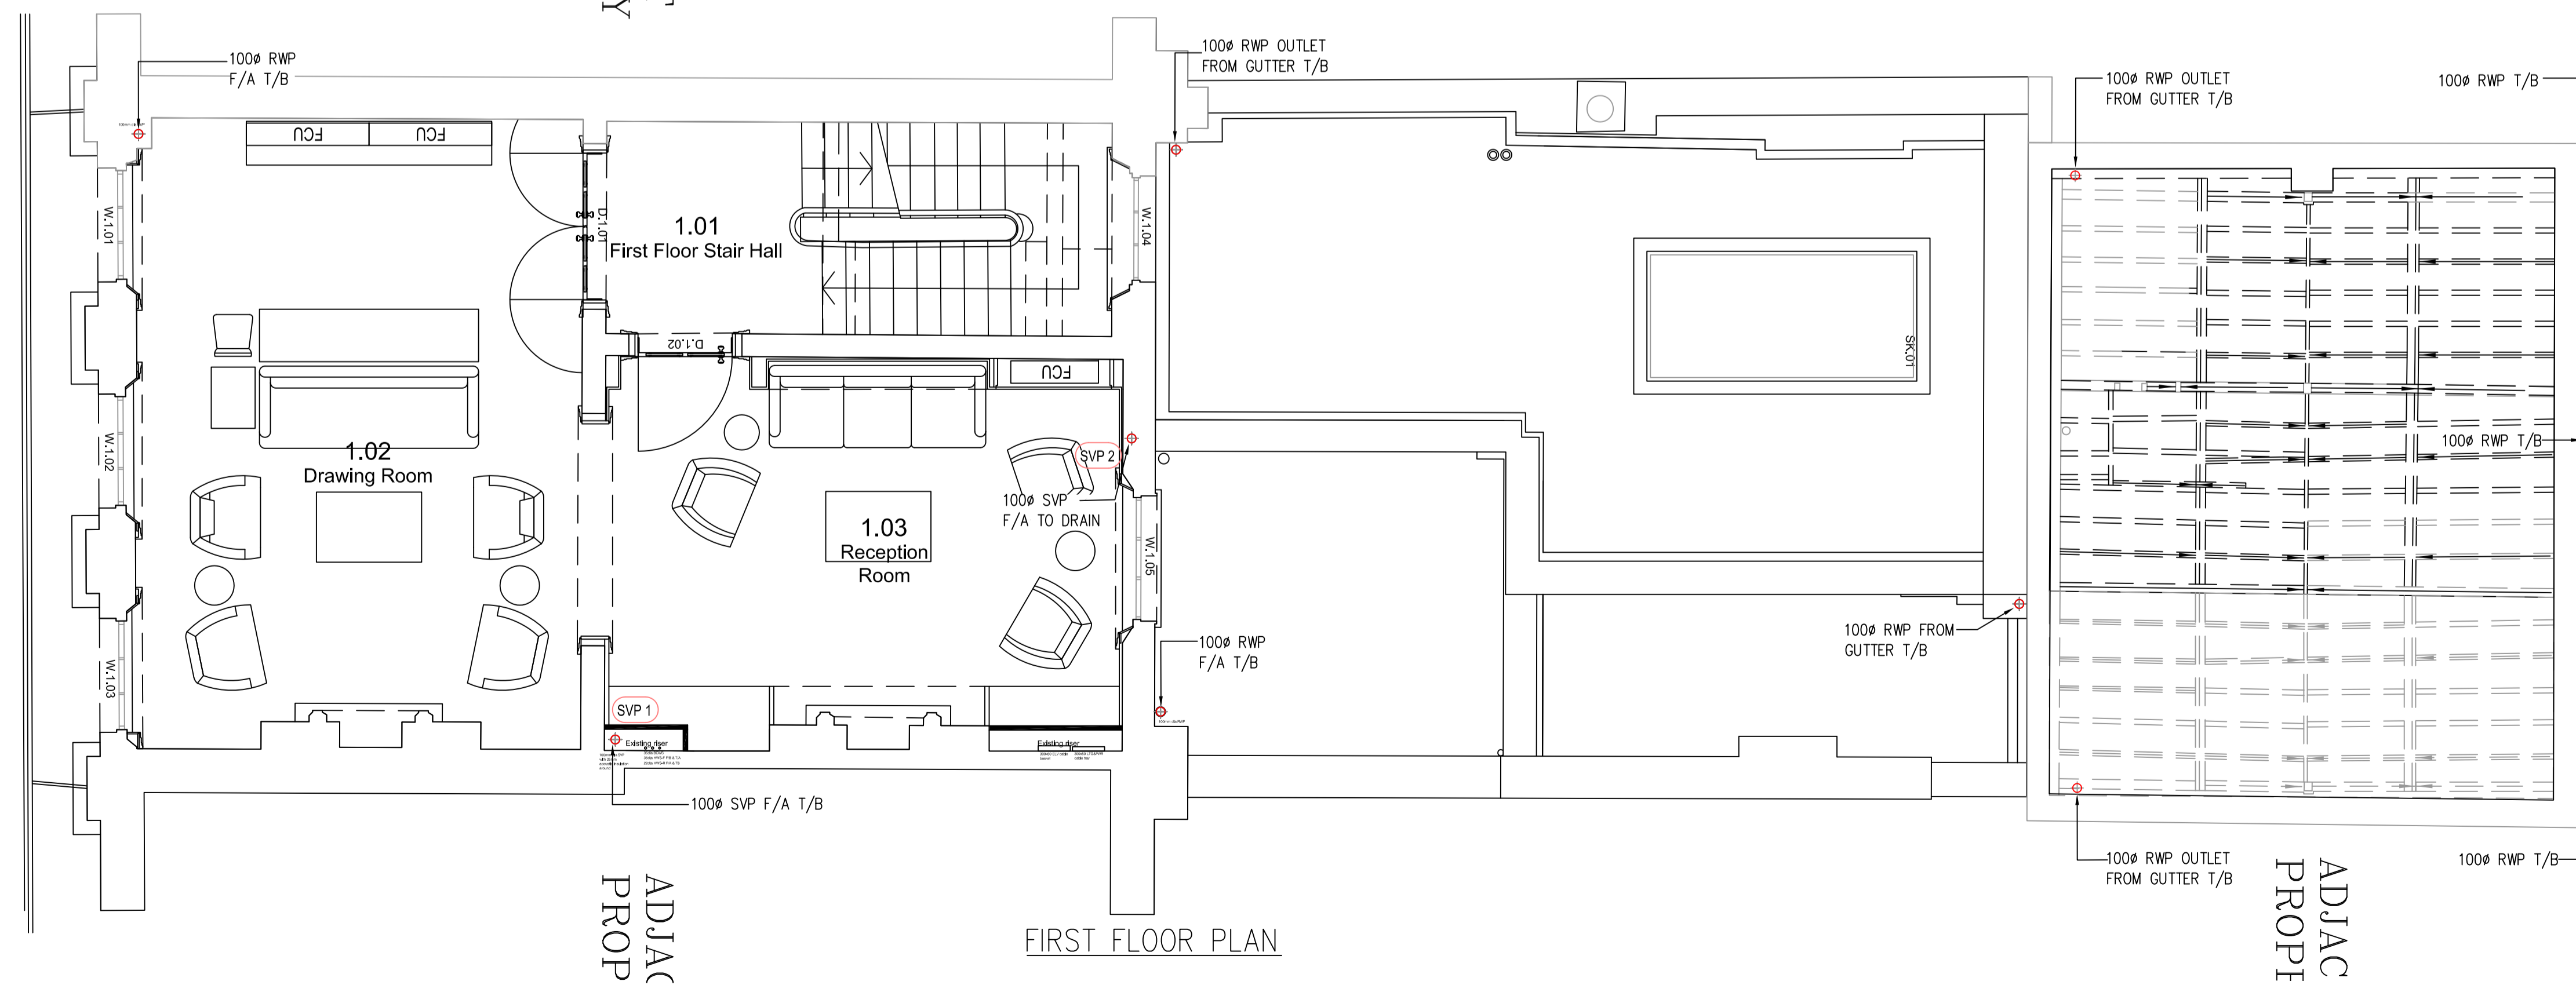 100ø RWP
F/A T/B
100ø RWP OUTLET
FROM GUTTER T/B
100ø RWP OUTLET
FROM GUTTER T/B
100ø RWP T/B
FCU
FCU
W.1.01
D.1.01
1.01
First Floor Stair Hall
W.1.04
D.1.02
FCU
SK.01
W.1.02
1.02
Drawing Room
SVP 2
100ø SVP
F/A TO DRAIN
1.03
Reception
Room
W.1.05
100ø RWP T/B
W.1.03
100ø RWP
F/A T/B
100ø RWP FROM
GUTTER T/B
SVP 1
Existing riser
Existing riser
100ø SVP F/A T/B
100ø RWP OUTLET
FROM GUTTER T/B
100ø RWP T/B
ADJAC
PROP
ADJAC
PROPE
FIRST FLOOR PLAN